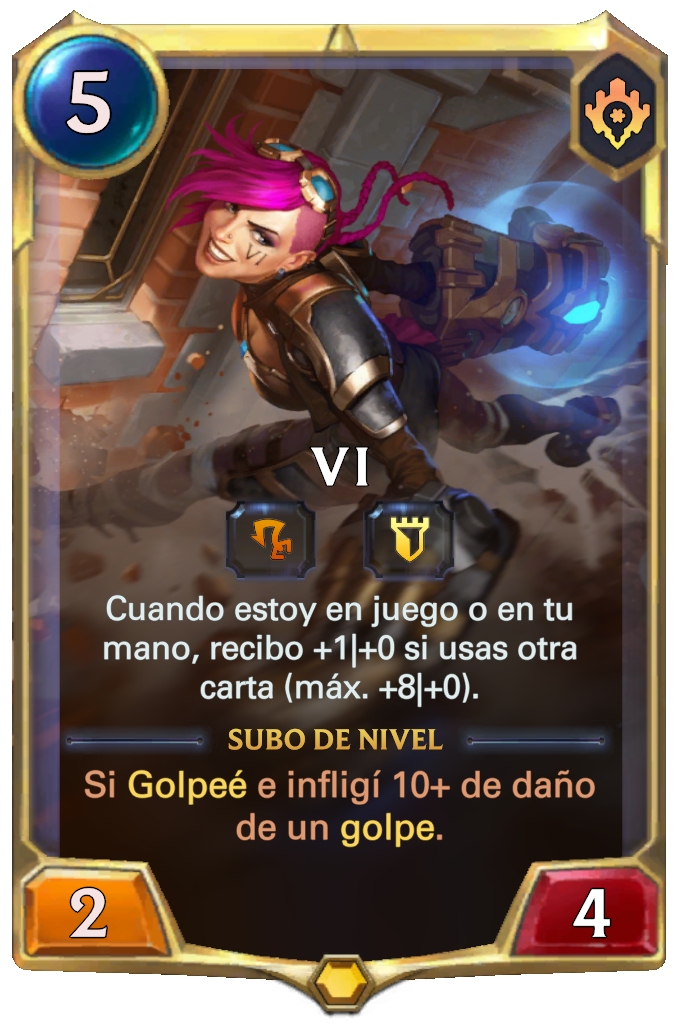 5
VI
VI
Cuando estoy en juego o en tu
mano, recibo +1|+0 si usas otra
carta (máx. +8|+0).
SUBO DE NIVEL
Si Golpeé e infligí 10+ de daño
de un golpe.
2
4